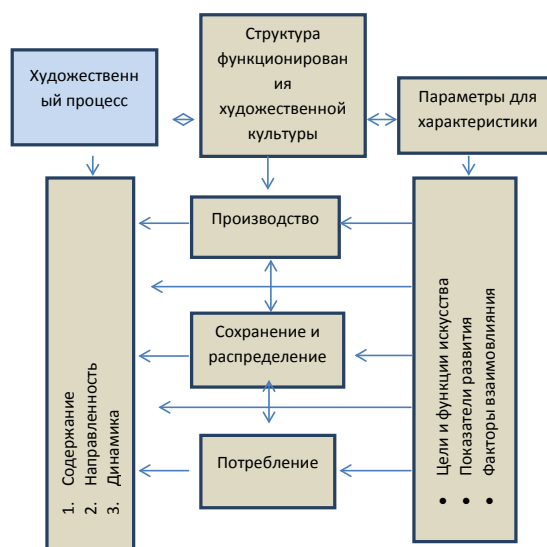 Художественн
ый процесс
Структура
функционирован
ия
художественной
культуры
Параметры для
характеристики
Производство
Сохранение и
распределение
Потребление
1. Содержание
2. Направленность
3. Динамика
• Цели и функции искусства
• Показатели развития
• Факторы взаимовлияния